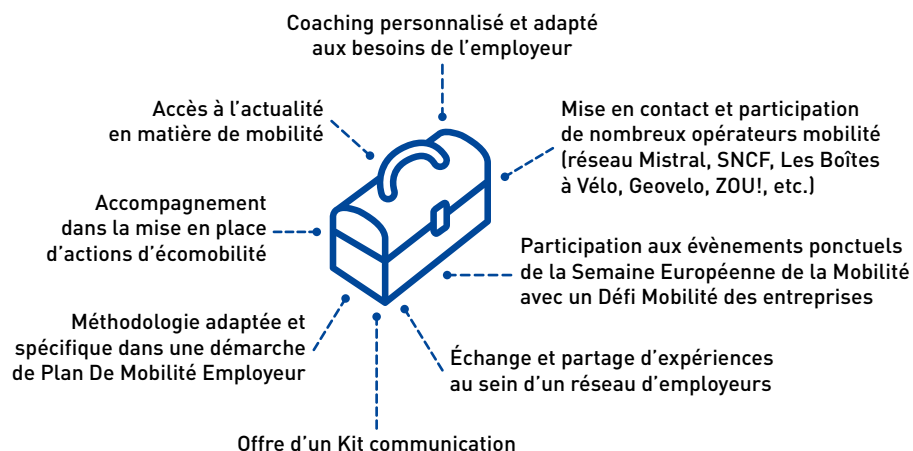 Coaching personnalisé et adapté
aux besoins de l'employeur
Accès à l'actualité
en matière de mobilité
Mise en contact et participation
de nombreux opérateurs mobilité
(réseau Mistral, SNCF, Les Boîtes
à Vélo, Geovelo, ZOU!, etc.)
Accompagnement
dans la mise en place
d'actions d'écomobilité
Participation aux évènements ponctuels
de la Semaine Européenne de la Mobilité
avec un Défi Mobilité des entreprises
Méthodologie adaptée et
spécifique dans une démarche
de Plan De Mobilité Employeur
Échange et partage d'expériences
au sein d'un réseau d'employeurs
Offre d'un Kit communication